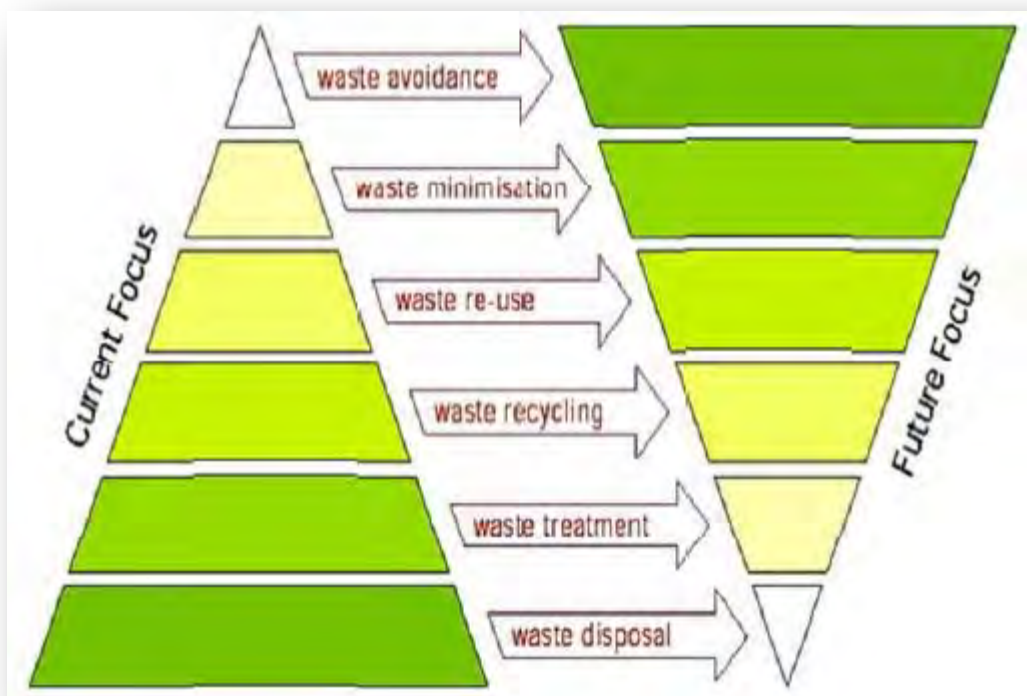 waste avoidance
waste minimisation
waste re-use
waste recycling
waste treatment
waste disposal
Current Focus
Future Focus